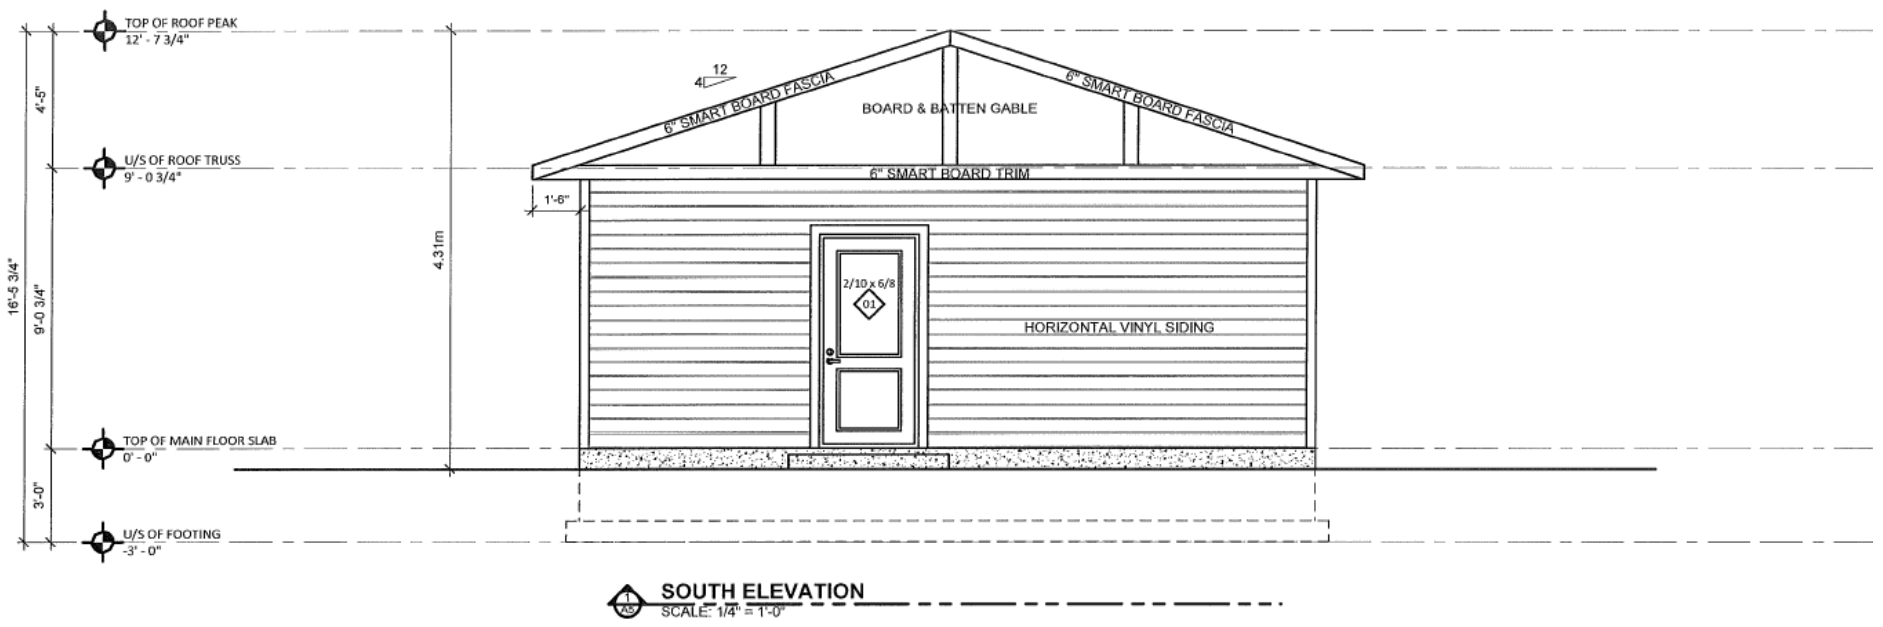 TOP OF ROOF PEAK
12' - 7 3/4"
12
4
6" SMART BOARD FASCIA
6" SMART BOARD FASCIA
BOARD & BATTEN GABLE
4'-5"
U/S OF ROOF TRUSS
9' - 0 3/4"
6" SMART BOARD TRIM
1'-6"
4.31m
16'-5 3/4"
9'-0 3/4"
2/10 x 6/8
01
HORIZONTAL VINYL SIDING
TOP OF MAIN FLOOR SLAB
0' - 0"
3'-0"
U/S OF FOOTING
-3' - 0"
1
A5
SOUTH ELEVATION
SCALE: 1/4" = 1'-0"